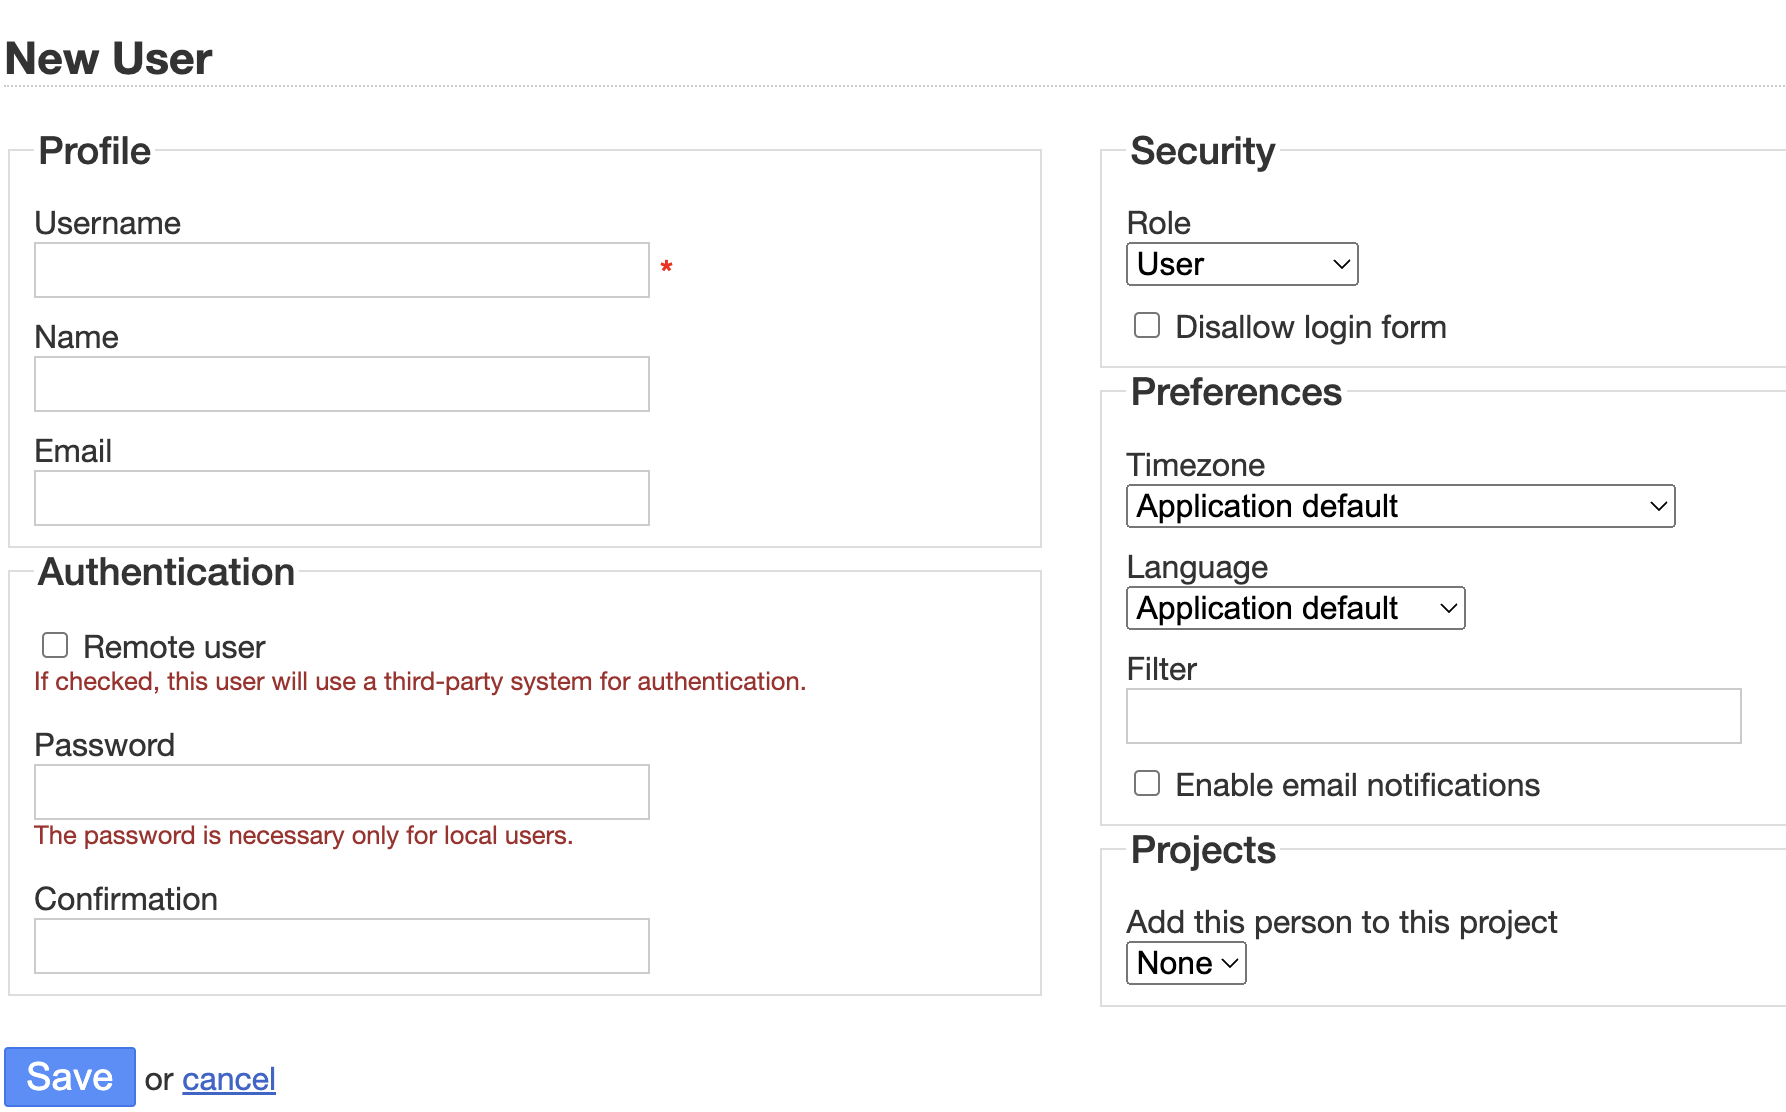 New User
Profile
Username
*
Name
Email
Authentication
Remote user
If checked, this user will use a third-party system for authentication.
Password
The password is necessary only for local users.
Confirmation
Security
Role
User
Disallow login form
Preferences
Timezone
Application default
Language
Application default
Filter
Enable email notifications
Projects
Add this person to this project
None
Save or cancel